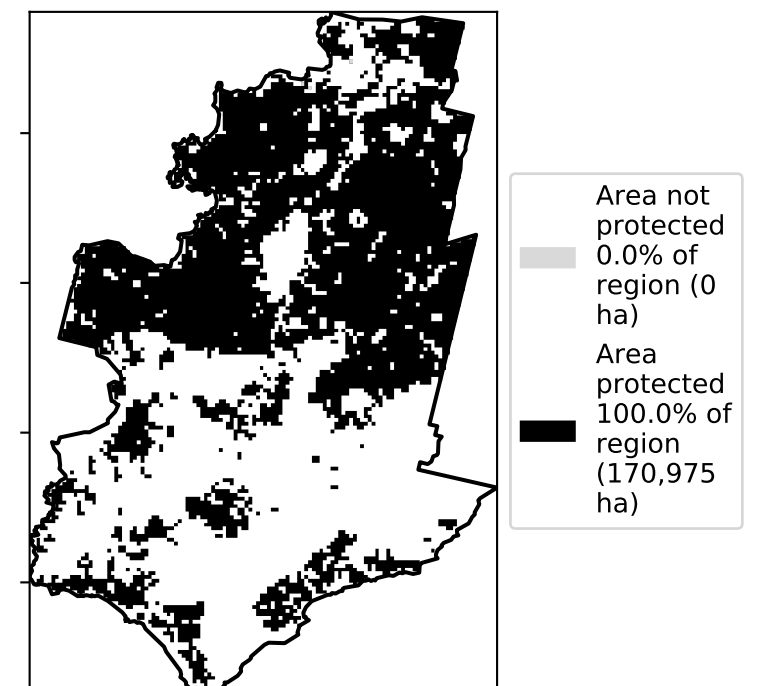 Area not
protected
0.0% of
region (0
ha)
Area
protected
100.0% of
region
(170,975
ha)